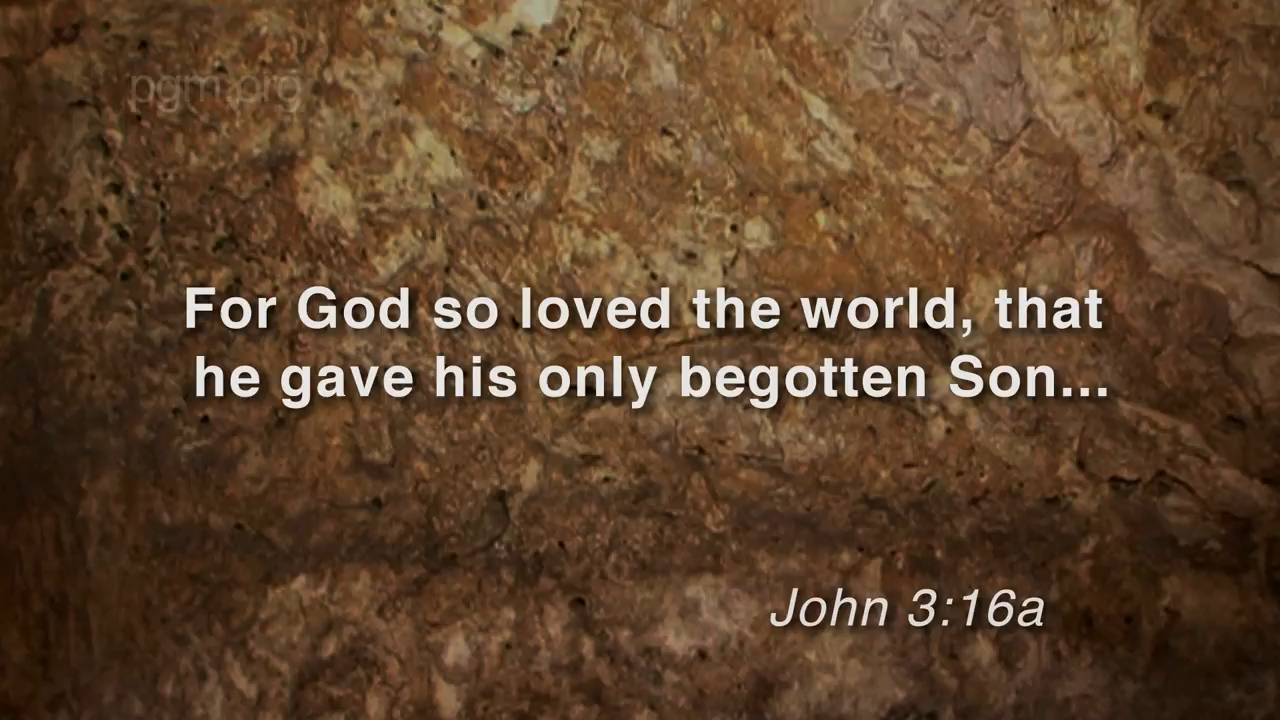 pgm.org
For God so loved the world, that
he gave his only begotten Son...
John 3:16a